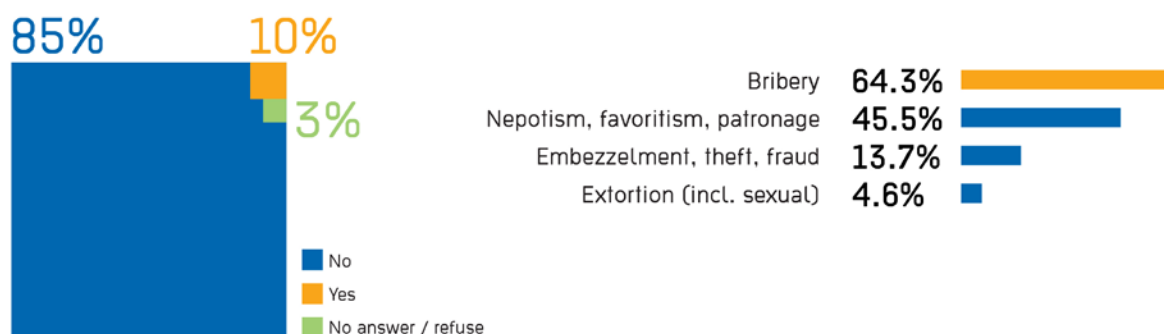 85%
10%
3%
No
Yes
No answer / refuse
Bribery 64.3%
Nepotism, favoritism, patronage 45.5%
Embezzelment, theft, fraud 13.7%
Extortion (incl. sexual) 4.6%